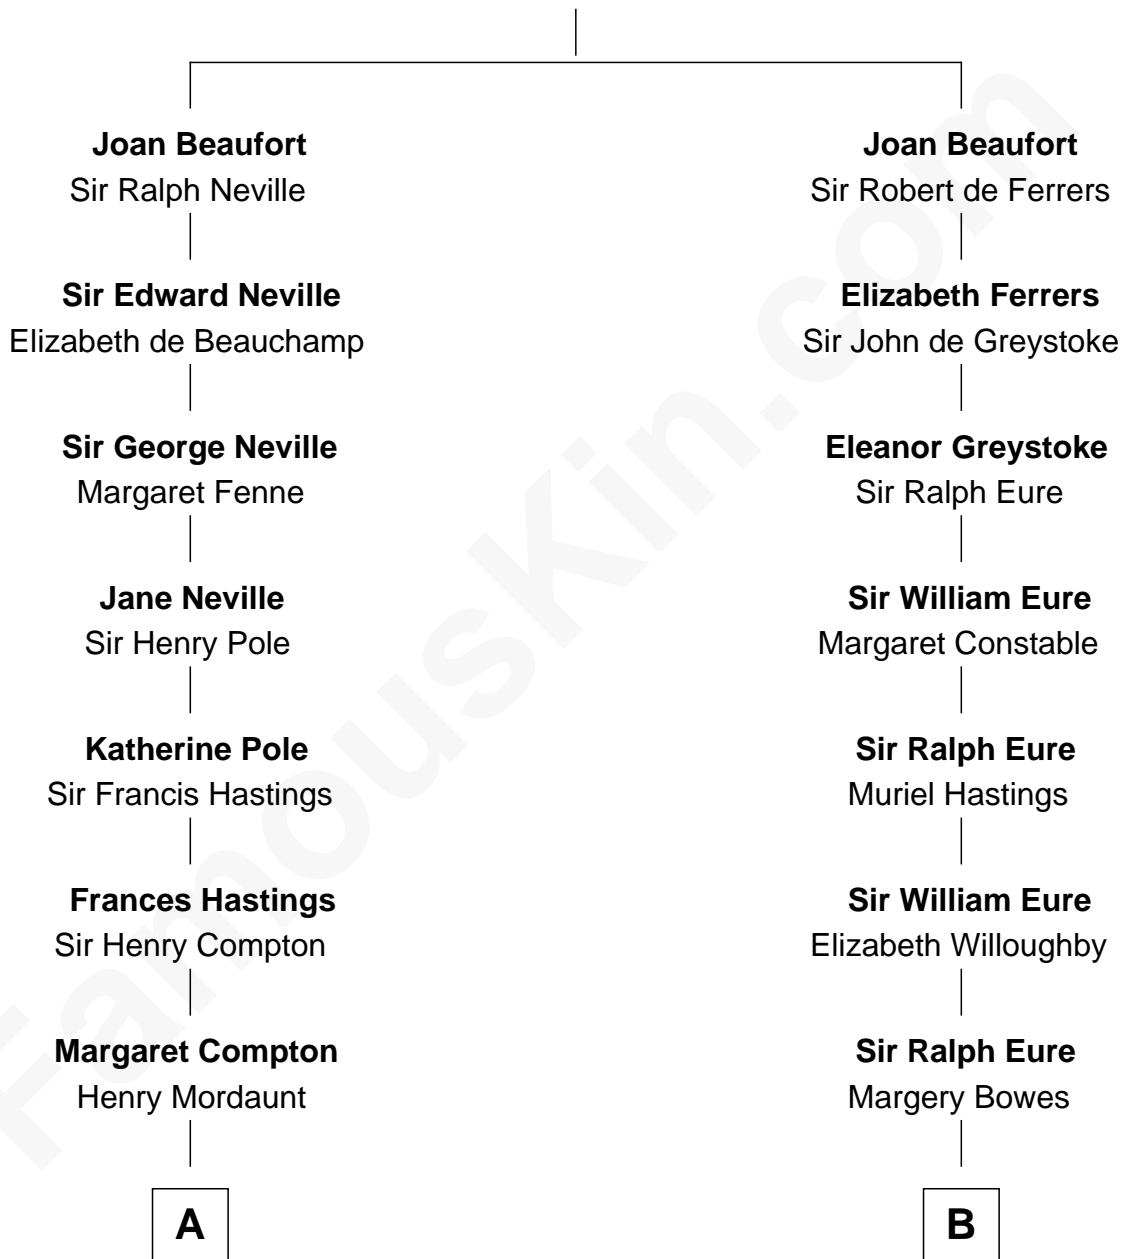 Joan Beaufort
Sir Ralph Neville
Sir Edward Neville
Elizabeth de Beauchamp
Sir George Neville
Margaret Fenne
Jane Neville
Sir Henry Pole
Katherine Pole
Sir Francis Hastings
Frances Hastings
Sir Henry Compton
Margaret Compton
Henry Mordaunt
A
Joan Beaufort
Sir Robert de Ferrers
Elizabeth Ferrers
Sir John de Greystoke
Eleanor Greystoke
Sir Ralph Eure
Sir William Eure
Margaret Constable
Sir Ralph Eure
Muriel Hastings
Sir William Eure
Elizabeth Willoughby
Sir Ralph Eure
Margery Bowes
B
FamousKin.com